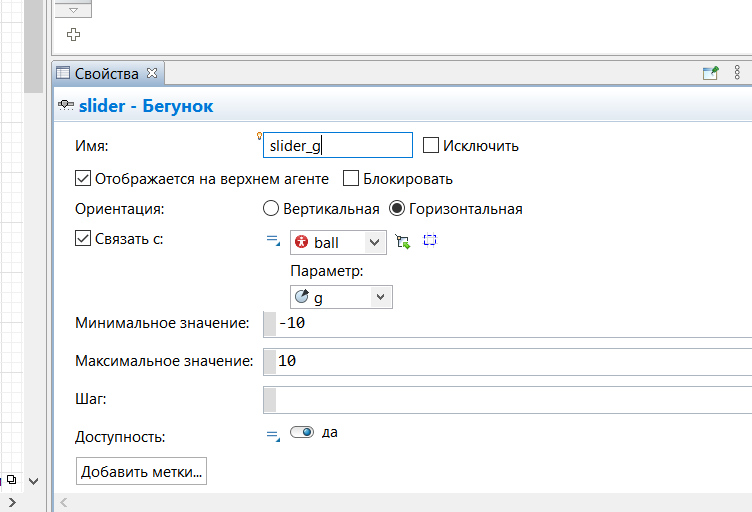 Свойства
slider - Бегунок
Имя: slider_g Исключить
Отображается на верхнем агенте Блокировать
Ориентация: Вертикальная Горизонтальная
Связать с: ball
Параметр:
g
Минимальное значение: -10
Максимальное значение: 10
Шаг:
Доступность: да
Добавить метки...